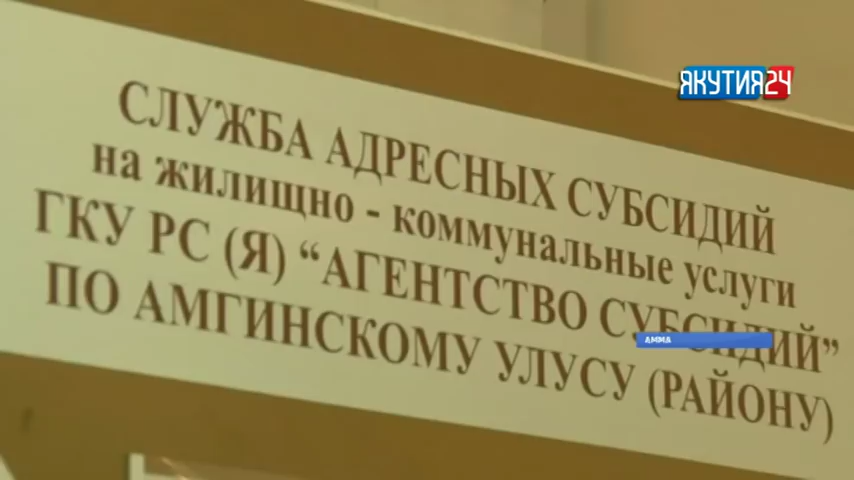 ЯКУТИЯ24
СЛУЖБА АДРЕСНЫХ СУБСИДИЙ
на жилищно - коммунальные услуги
ГКУ РС (Я) “АГЕНТСТВО СУБСИДИЙ”
АММА
ПО АМГИНСКОМУ УЛУСУ (РАЙОНУ)